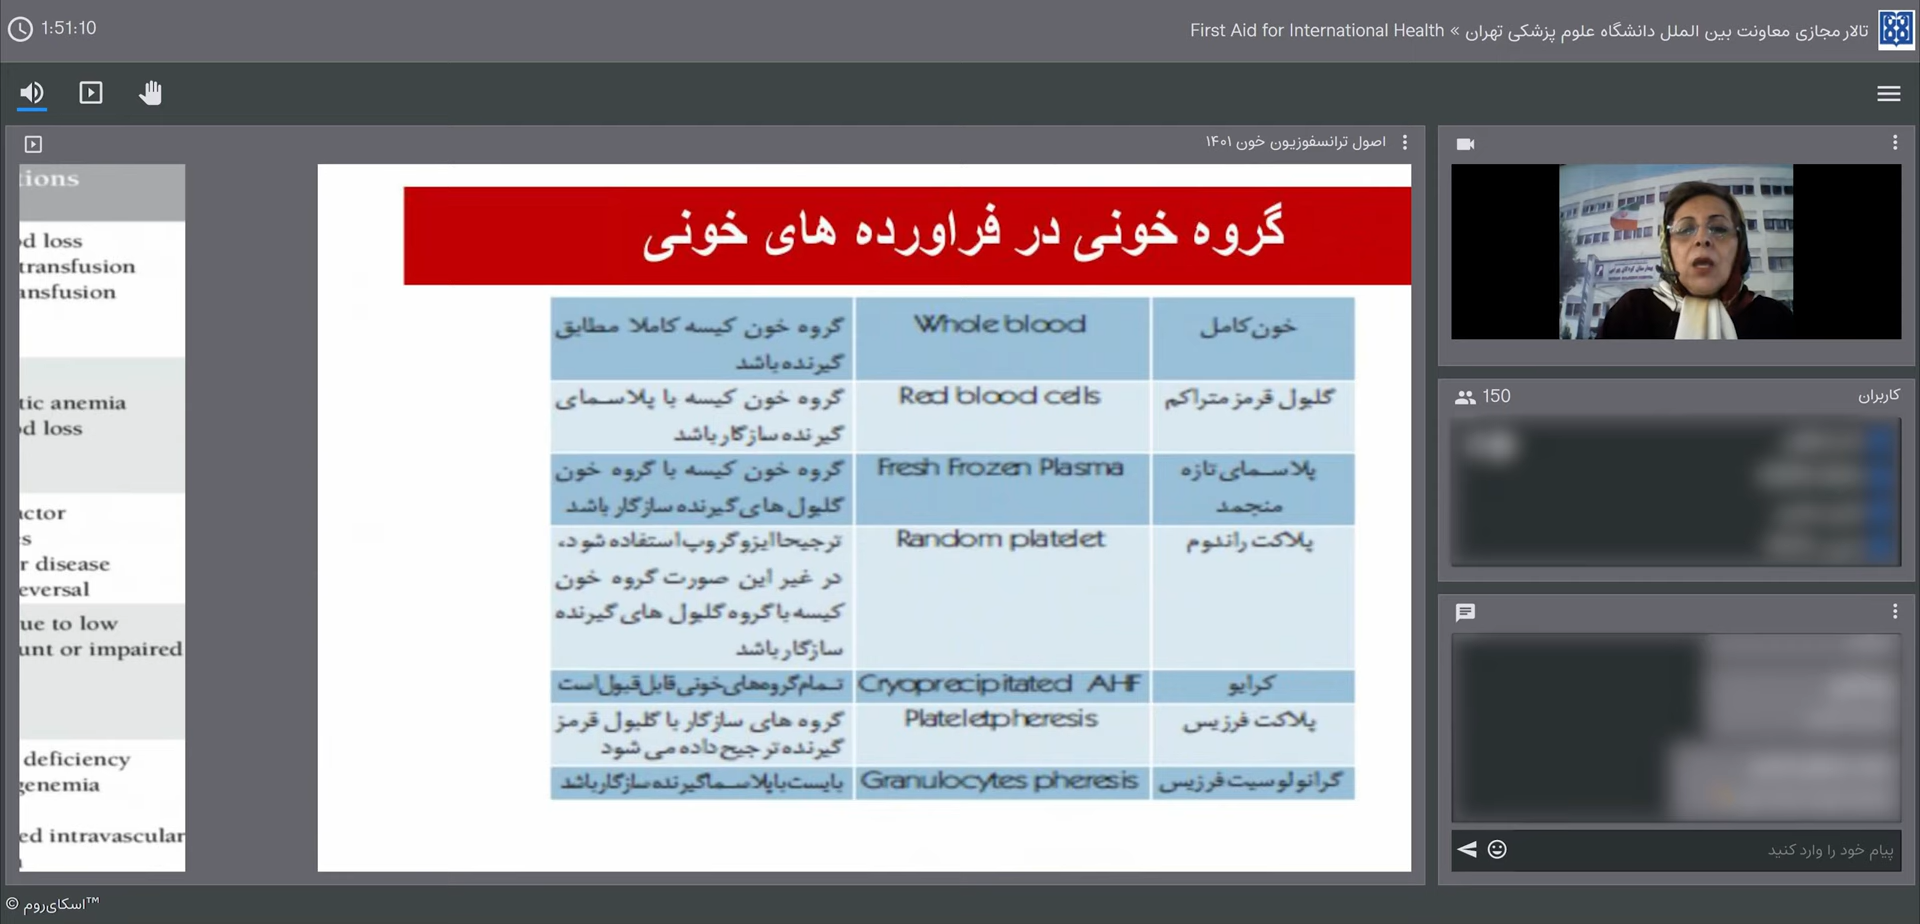 1:51:10
تالار مجازی معاونت بین الملل دانشگاه علوم پزشکی تهران » First Aid for International Health
اصول ترانسفوزیون خون ۱۴۰۱
tions
d loss
transfusion
ansfusion
tic anemia
d loss
actor
s
r disease
eversal
ue to low
unt or impaired
deficiency
genemia
ed intravascular
گروه خونی در فراورده های خونی
خون کامل
Whole blood
گروه خون کیسه کاملا مطابق
گیرنده باشد
گلبول قرمز متراکم
Red blood cells
گروه خون کیسه با پلاسمای
گیرنده سازگار باشد
پلاسمای تازه
منجمد
Fresh Frozen Plasma
گروه خون کیسه با گروه خون
گلبول های گیرنده سازگار باشد
پلاکت راندوم
Random platelet
ترجیحا ایزوگروپ استفاده شود،
در غیر این صورت گروه خون
کیسه با گروه گلبول های گیرنده
سازگار باشد
کرایو
Cryoprecipitated AHF
تمام گروه‌های خونی قابل قبول است
پلاکت فرزیس
Plateletpheresis
گروه های سازگار با گلبول قرمز
گیرنده ترجیح داده می شود
گرانولوسیت فرزیس
Granulocytes pheresis
بایست با پلاسما گیرنده سازگار باشد
کاربران
150
پیام خود را وارد کنید
© اسکای‌روم™